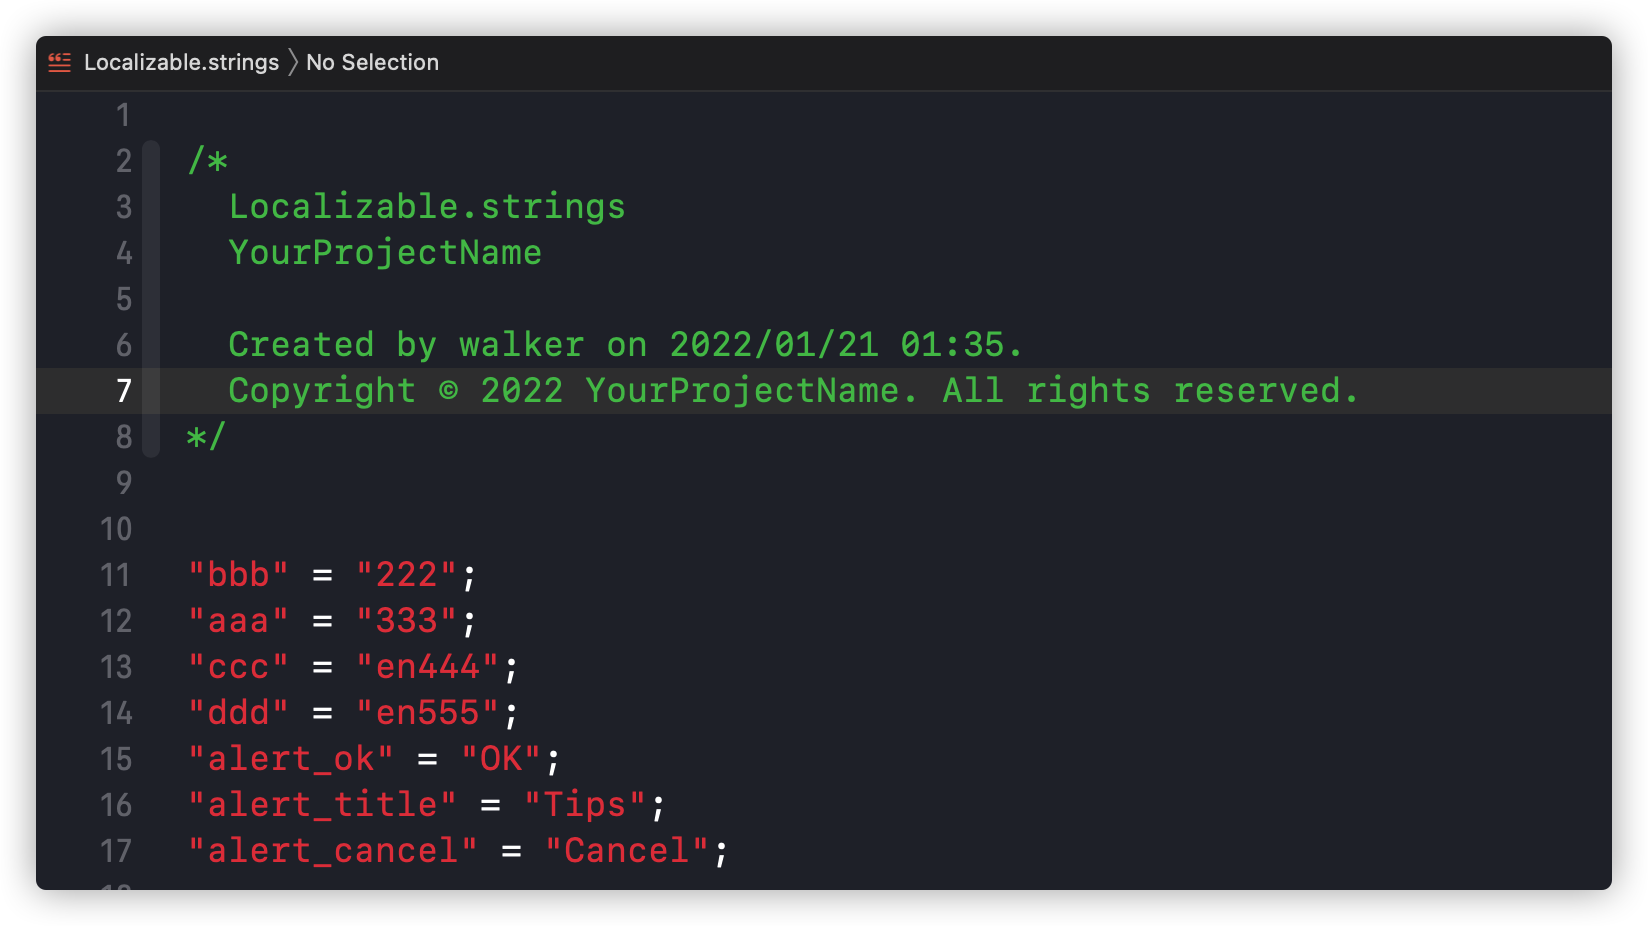 Localizable.strings 〉 No Selection
1
2 /*
3 Localizable.strings
4 YourProjectName
5
6 Created by walker on 2022/01/21 01:35.
7 Copyright © 2022 YourProjectName. All rights reserved.
8 */
9
10
11 "bbb" = "222";
12 "aaa" = "333";
13 "ccc" = "en444";
14 "ddd" = "en555";
15 "alert_ok" = "OK";
16 "alert_title" = "Tips";
17 "alert_cancel" = "Cancel";